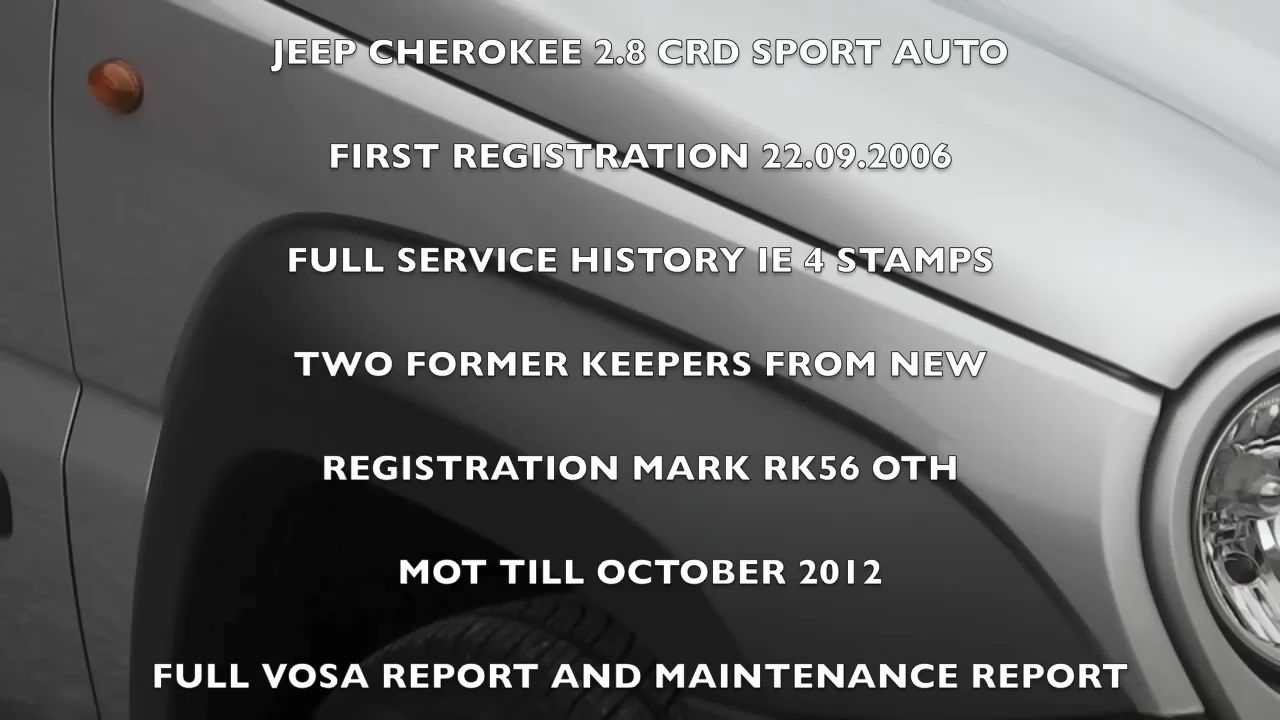 JEEP CHEROKEE 2.8 CRD SPORT AUTO
FIRST REGISTRATION 22.09.2006
FULL SERVICE HISTORY IE 4 STAMPS
TWO FORMER KEEPERS FROM NEW
REGISTRATION MARK RK56 OTH
MOT TILL OCTOBER 2012
FULL VOSA REPORT AND MAINTENANCE REPORT